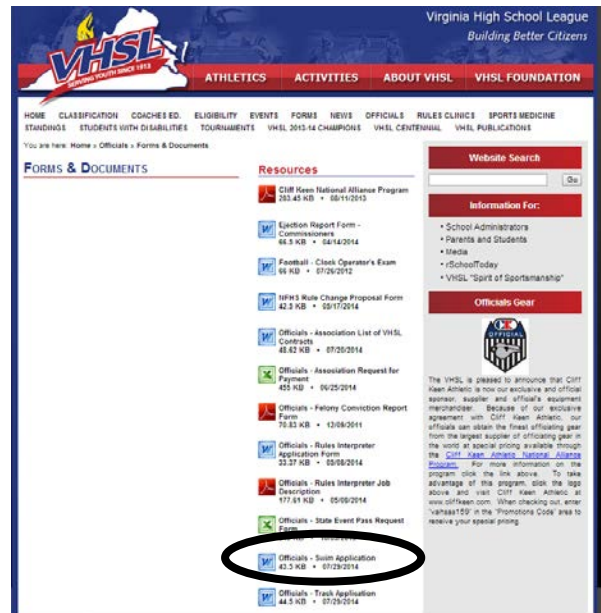 VHSL
SERVING YOUTH SINCE 1913
Virginia High School League
Building Better Citizens
ATHLETICS ACTIVITIES ABOUT VHSL VHSL FOUNDATION
HOME CLASSIFICATION COACHES ED. ELIGIBILITY EVENTS FORMS NEWS OFFICIALS RULES CLINICS SPORTS MEDICINE
STANDINGS STUDENTS WITH DISABILITIES TOURNAMENTS VHSL 2013-14 CHAMPIONS VHSL CENTENNIAL VHSL PUBLICATIONS
You are here: Home » Officials » Forms & Documents
FORMS & DOCUMENTS
Resources
Cliff Keen National Alliance Program
283.45 KB • 08/11/2013
Ejection Report Form -
Commissioners
66.5 KB • 04/14/2014
Football - Clock Operator's Exam
66 KB • 07/26/2012
NFHS Rule Change Proposal Form
42.5 KB • 05/17/2014
Officials - Association List of VHSL
Contracts
48.62 KB • 07/20/2014
Officials - Association Request for
Payment
455 KB • 06/25/2014
Officials - Felony Conviction Report
Form
70.83 KB • 12/09/2011
Officials - Rules Interpreter
Application Form
33.37 KB • 05/08/2014
Officials - Rules Interpreter Job
Description
177.61 KB • 05/08/2014
Officials - State Event Pass Request
Form
Officials - Swim Application
43.5 KB • 07/29/2014
Officials - Track Application
44.5 KB • 07/29/2014
Website Search
Go
Information For:
• School Administrators
• Parents and Students
• Media
• rSchoolToday
• VHSL "Spirit of Sportsmanship"
Officials Gear
OFFICIAL
The VHSL is pleased to announce that Cliff
Keen Athletic is now our exclusive and official
sponsor, supplier and official's equipment
merchandiser. Because of our exclusive
agreement with Cliff Keen Athletic, our
officials can obtain the finest officiating gear
from the largest supplier of officiating gear in
the world at special pricing available through
the Cliff Keen Athletic National Alliance
Program. For more information on the
program click the link above. To take
advantage of this program, click the logo
above and visit Cliff Keen Athletic at
www.cliffkeen.com. When checking out, enter
"vahsaa159" in the "Promotions Code" area to
receive your special pricing.